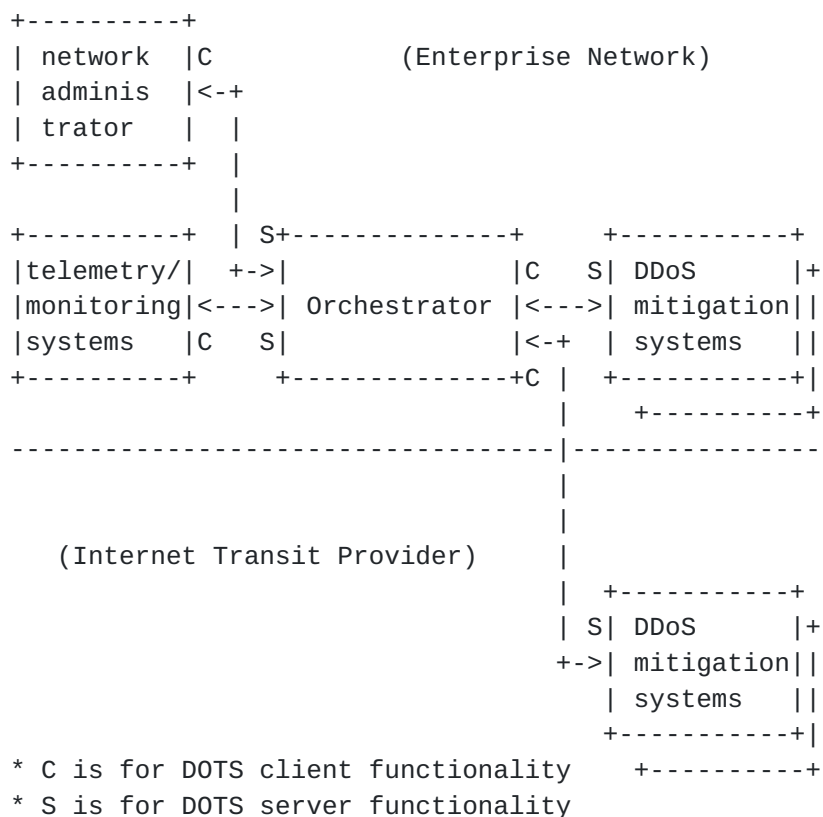 +----------+
| network  |C            (Enterprise Network)
| adminis  |<-+
| trator   |  |
+----------+  |
              |
+----------+  | S+--------------+     +-----------+
|telemetry/|  +->|              |C   S| DDoS      |+
|monitoring|<--->| Orchestrator |<--->| mitigation||
|systems   |C   S|              |<-+  | systems   ||
+----------+     +--------------+C |  +-----------+|
                                   |    +----------+
-----------------------------------|----------------
                                   |
                                   |
   (Internet Transit Provider)     |
                                   |  +-----------+
                                   | S| DDoS      |+
                                   +->| mitigation||
                                      | systems   ||
                                      +-----------+|
* C is for DOTS client functionality    +----------+
* S is for DOTS server functionality